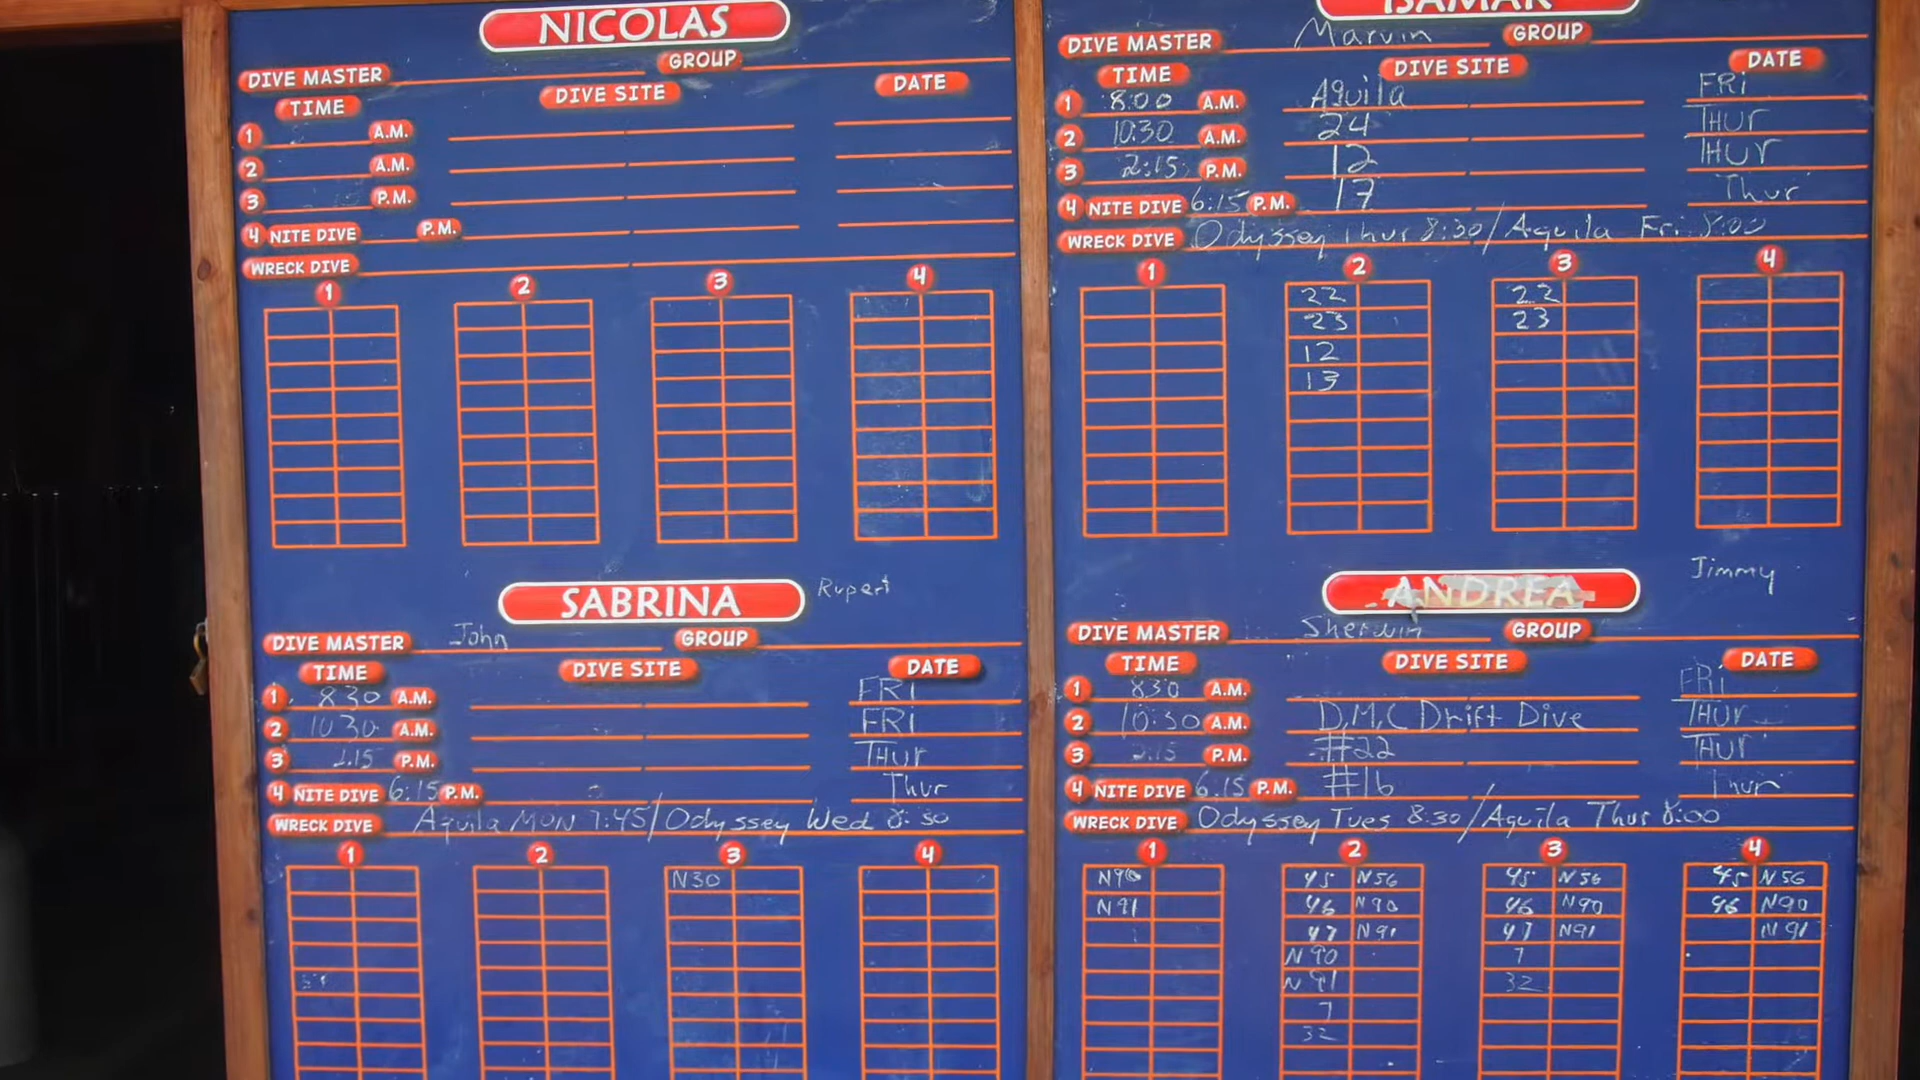 NICOLAS
DIVE MASTER GROUP
TIME DIVE SITE DATE
1 A.M.
2 A.M.
3 P.M.
4 NITE DIVE P.M.
WRECK DIVE
1 2 3 4
ISAMAR
DIVE MASTER Marvin GROUP
TIME DIVE SITE DATE
1 8:00 A.M. Aquila FRI
2 10:30 A.M. 24 THUR
3 2:15 P.M. 12 THUR
4 NITE DIVE 6:15 P.M. 17 Thur
WRECK DIVE Odyssey Thur 8:30/Aquila Fri 8:00
1 2 3 4
22 22
23 23
12
13
SABRINA Rupert
DIVE MASTER John GROUP
TIME DIVE SITE DATE
1 8 30 A.M. FRI
2 10 30 A.M. FRI
3 P.M. THUR
4 NITE DIVE 6:15 P.M. Thur
WRECK DIVE Aquila MON 7:45/Odyssey Wed 8:30
1 2 3 4
N30
Jimmy
ANDREA
DIVE MASTER Sherwin GROUP
TIME DIVE SITE DATE
1 830 A.M. FRI
2 10:30 A.M. D.M.C Drift Dive THUR
3 2:15 P.M. #22 THUR
4 NITE DIVE 6.15 P.M. #16 Thur
WRECK DIVE Odyssey Tues 8:30/Aquila Thur 8:00
1 2 3 4
N90 45 N56 45 N56 45 N56
N91 46 N90 46 N90 46 N90
47 N91 47 N91 N91
N90 7
N91 32
7
32